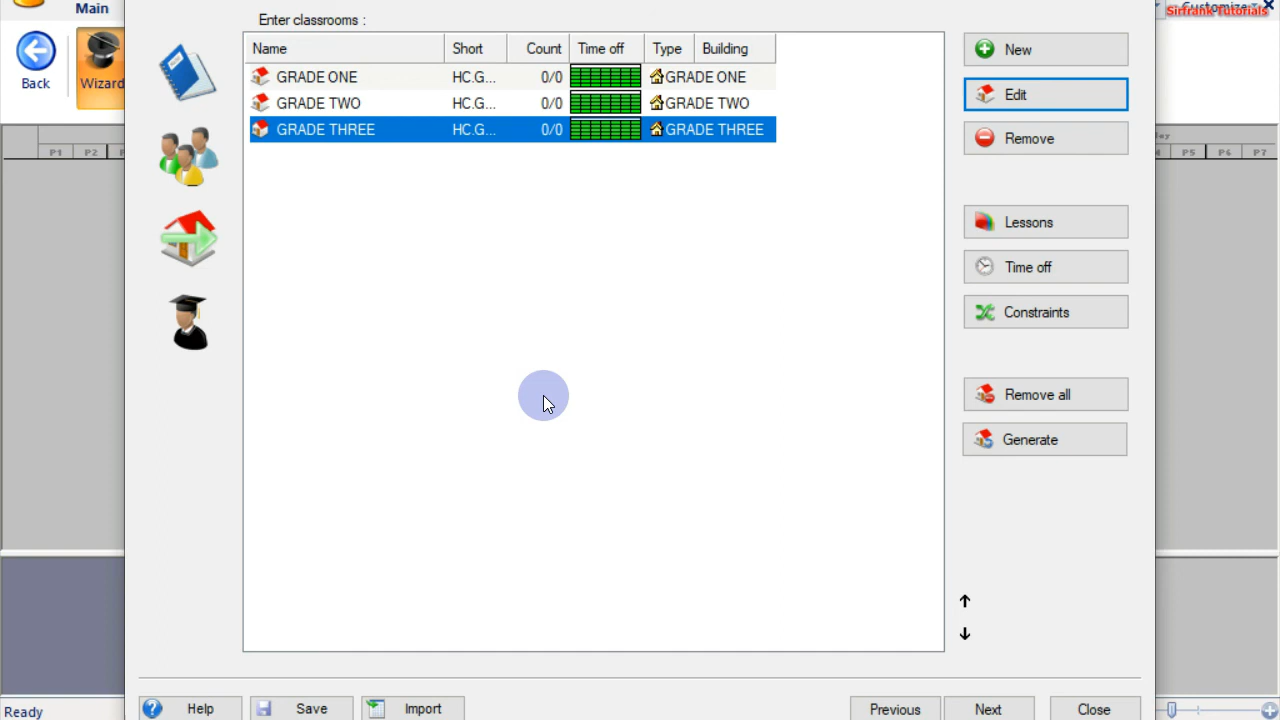 Main
Customize
Sirfrank Tutorials
Enter classrooms :
Back
Wizard
Name Short Count Time off Type Building
GRADE ONE HC.G... 0/0 GRADE ONE
GRADE TWO HC.G... 0/0 GRADE TWO
GRADE THREE HC.G... 0/0 GRADE THREE
New
Edit
Remove
Lessons
Time off
Constraints
Remove all
Generate
P1 P2 P5 P6 P7
Ready
Help Save Import Previous Next Close